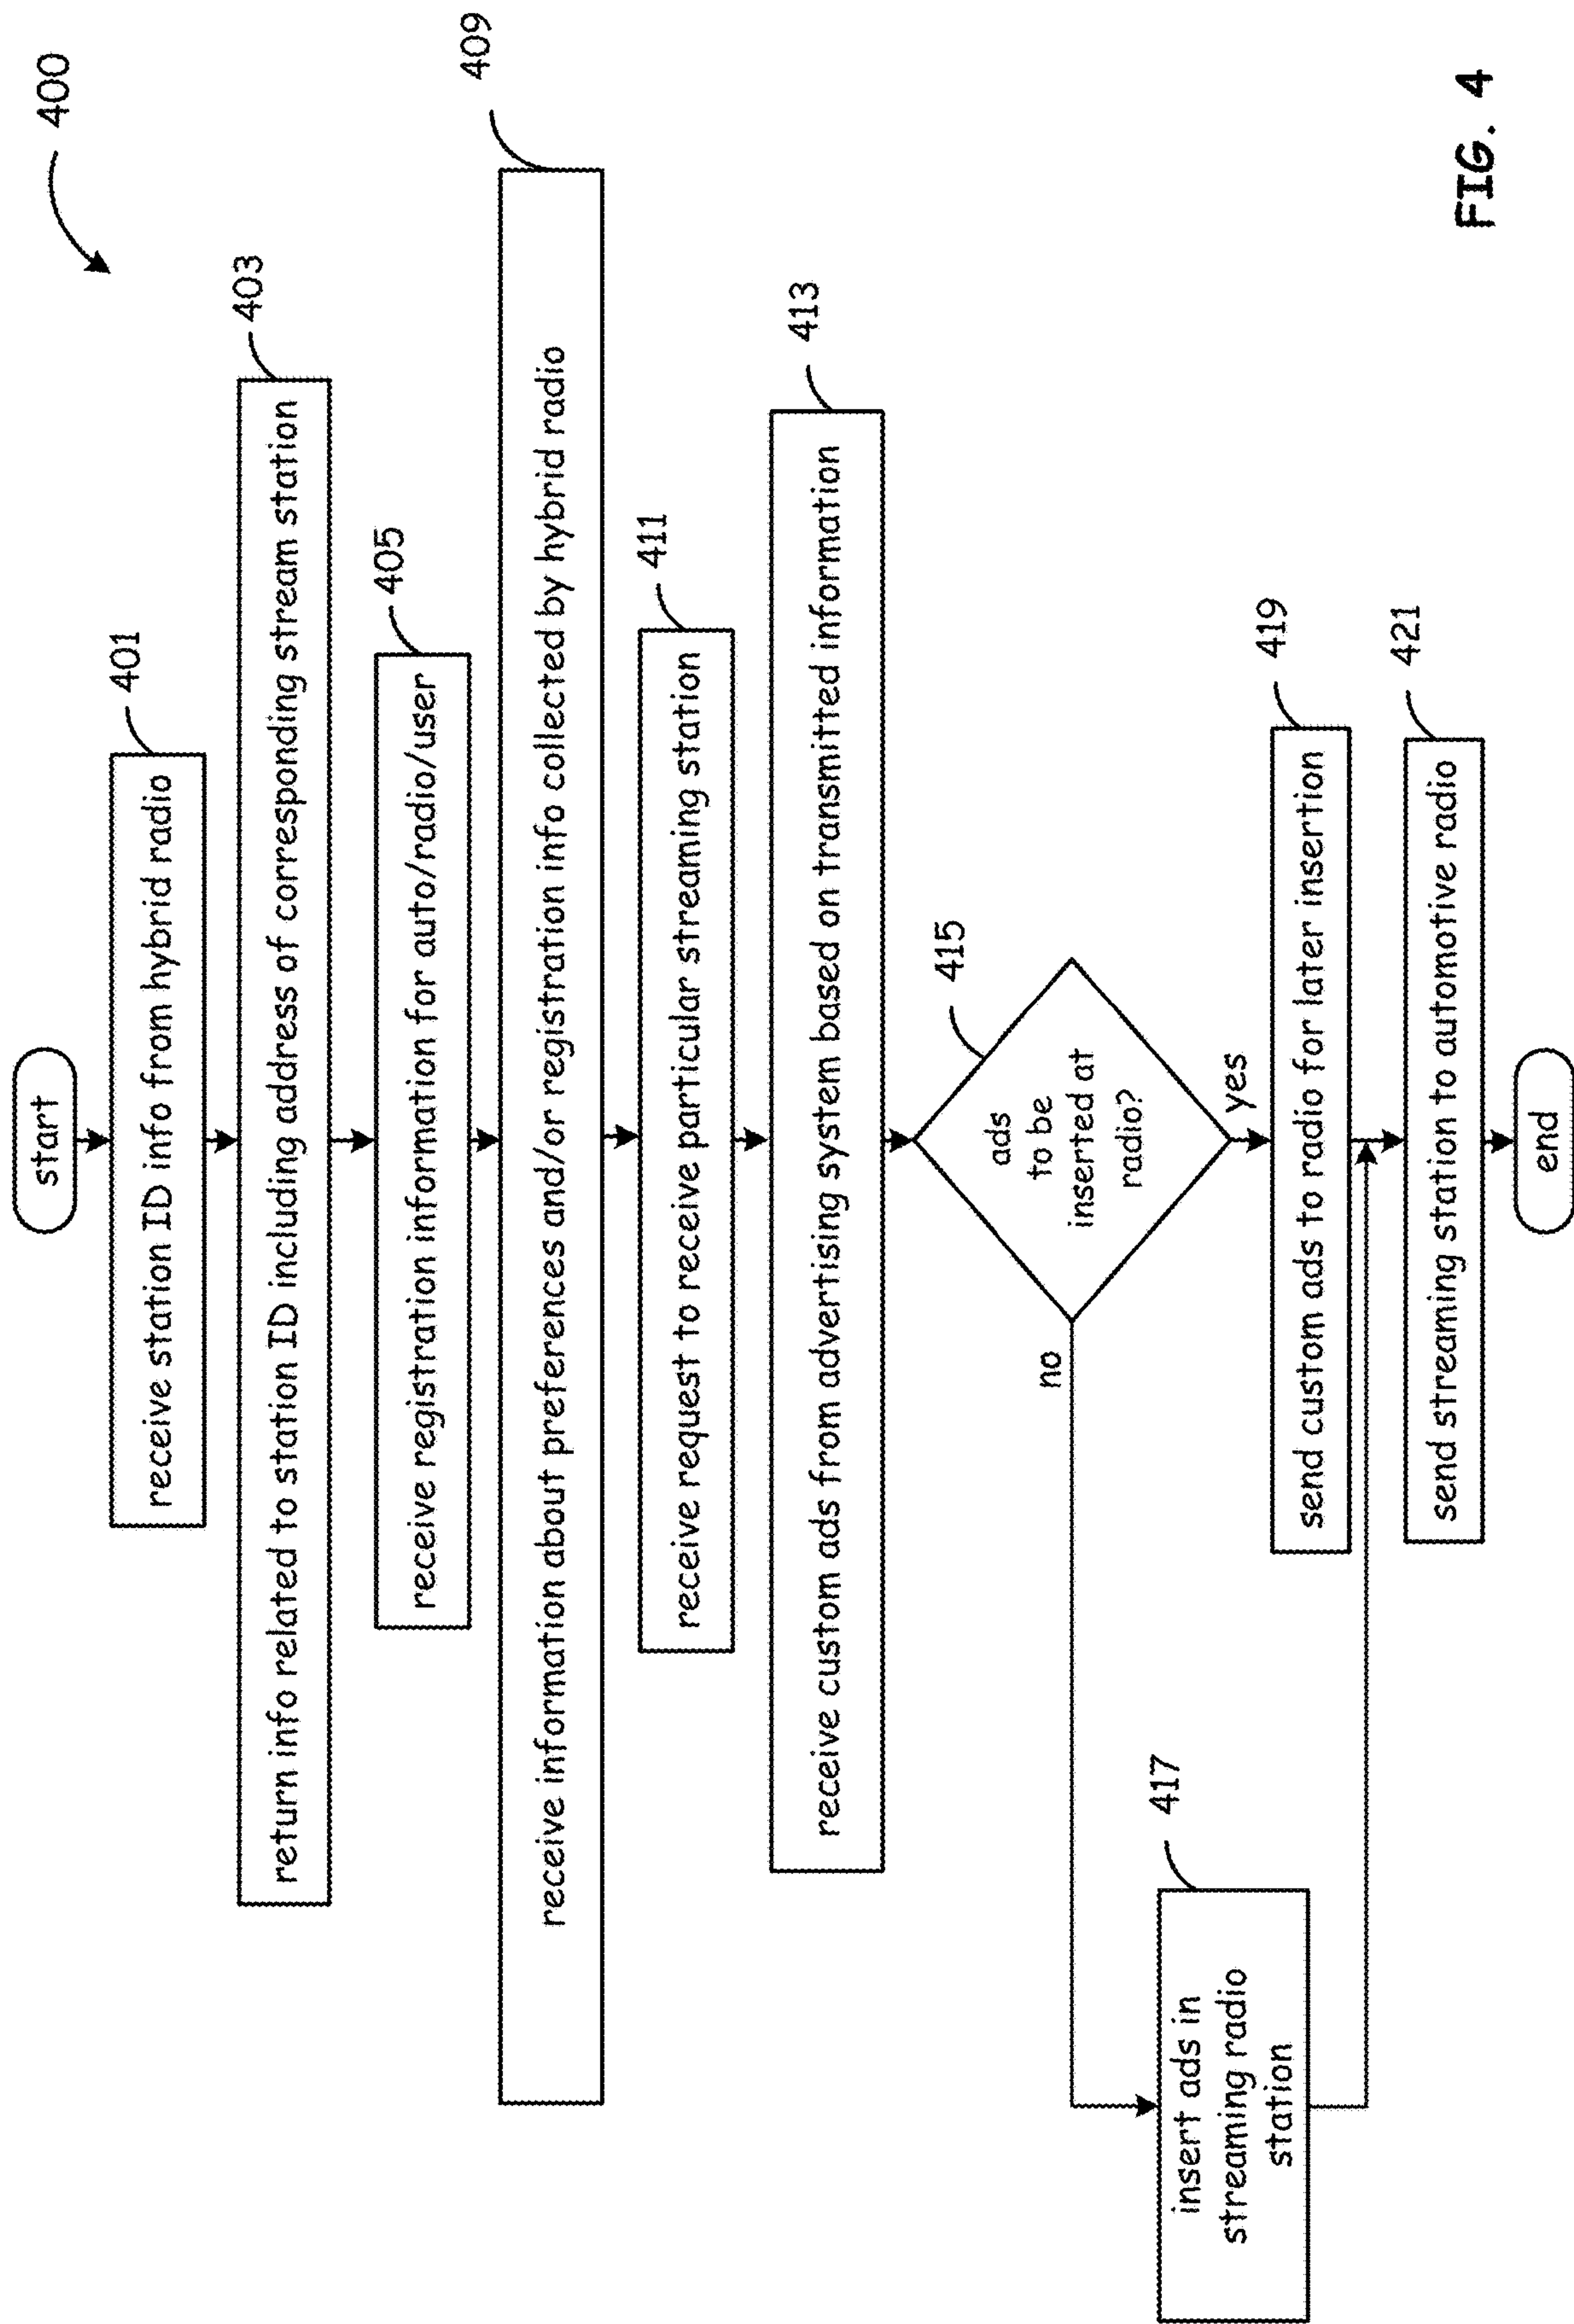 400
start
401
receive station ID info from hybrid radio
403
return info related to station ID including address of corresponding stream station
405
receive registration information for auto/radio/user
409
receive information about preferences and/or registration info collected by hybrid radio
411
receive request to receive particular streaming station
413
receive custom ads from advertising system based on transmitted information
415
ads
to be
inserted at
radio?
no
yes
417
insert ads in
streaming radio
station
419
send custom ads to radio for later insertion
421
send streaming station to automotive radio
end
FIG. 4